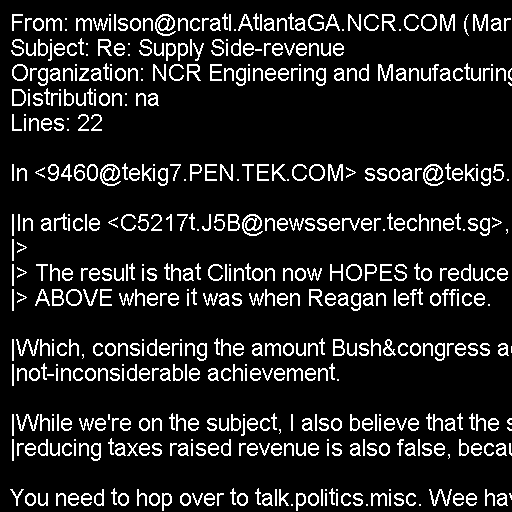 From: mwilson@ncratl.AtlantaGA.NCR.COM (Mar
Subject: Re: Supply Side-revenue
Organization: NCR Engineering and Manufacturing
Distribution: na
Lines: 22

In <9460@tekig7.PEN.TEK.COM> ssoar@tekig5.

|In article <C5217t.J5B@newsserver.technet.sg>,
|>
|> The result is that Clinton now HOPES to reduce
|> ABOVE where it was when Reagan left office.

|Which, considering the amount Bush&congress a
|not-inconsiderable achievement.

|While we're on the subject, I also believe that the s
|reducing taxes raised revenue is also false, becau

You need to hop over to talk.politics.misc. Wee hav